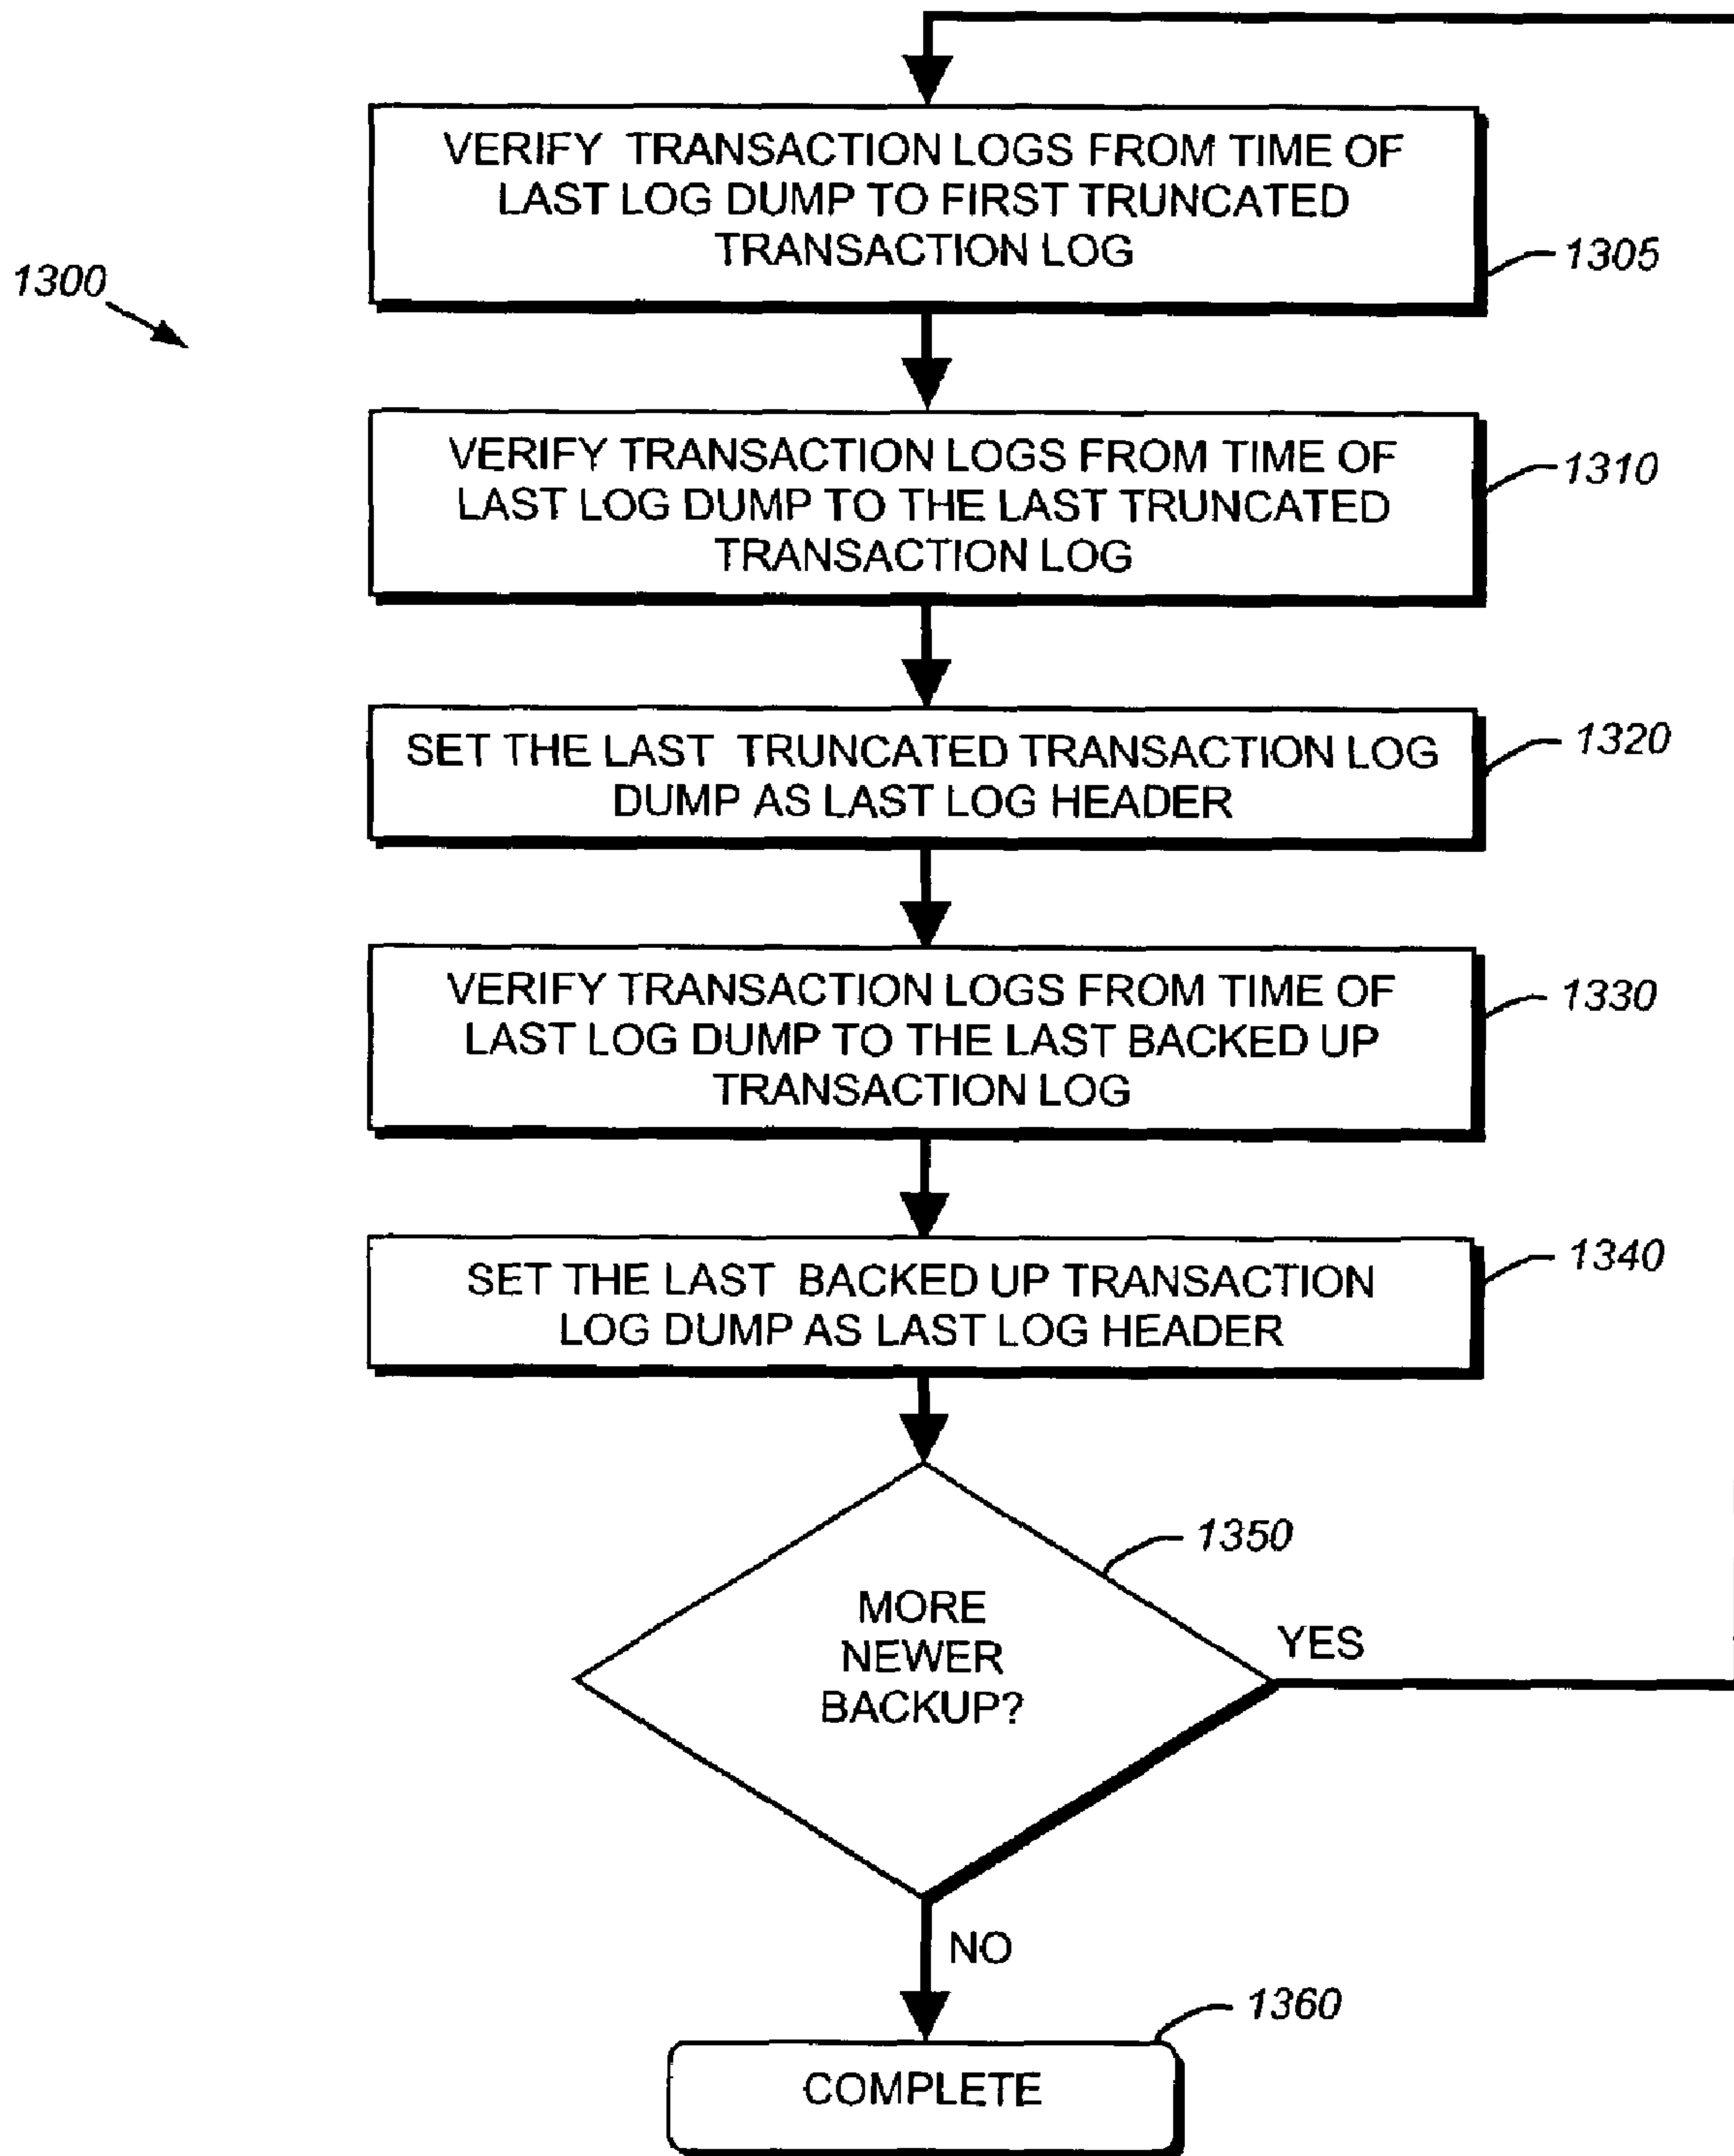 VERIFY TRANSACTION LOGS FROM TIME OF
LAST LOG DUMP TO FIRST TRUNCATED
TRANSACTION LOG
1305
1300
VERIFY TRANSACTION LOGS FROM TIME OF
LAST LOG DUMP TO THE LAST TRUNCATED
TRANSACTION LOG
1310
SET THE LAST TRUNCATED TRANSACTION LOG
DUMP AS LAST LOG HEADER
1320
VERIFY TRANSACTION LOGS FROM TIME OF
LAST LOG DUMP TO THE LAST BACKED UP
TRANSACTION LOG
1330
SET THE LAST BACKED UP TRANSACTION
LOG DUMP AS LAST LOG HEADER
1340
1350
MORE
NEWER
BACKUP?
YES
NO
1360
COMPLETE